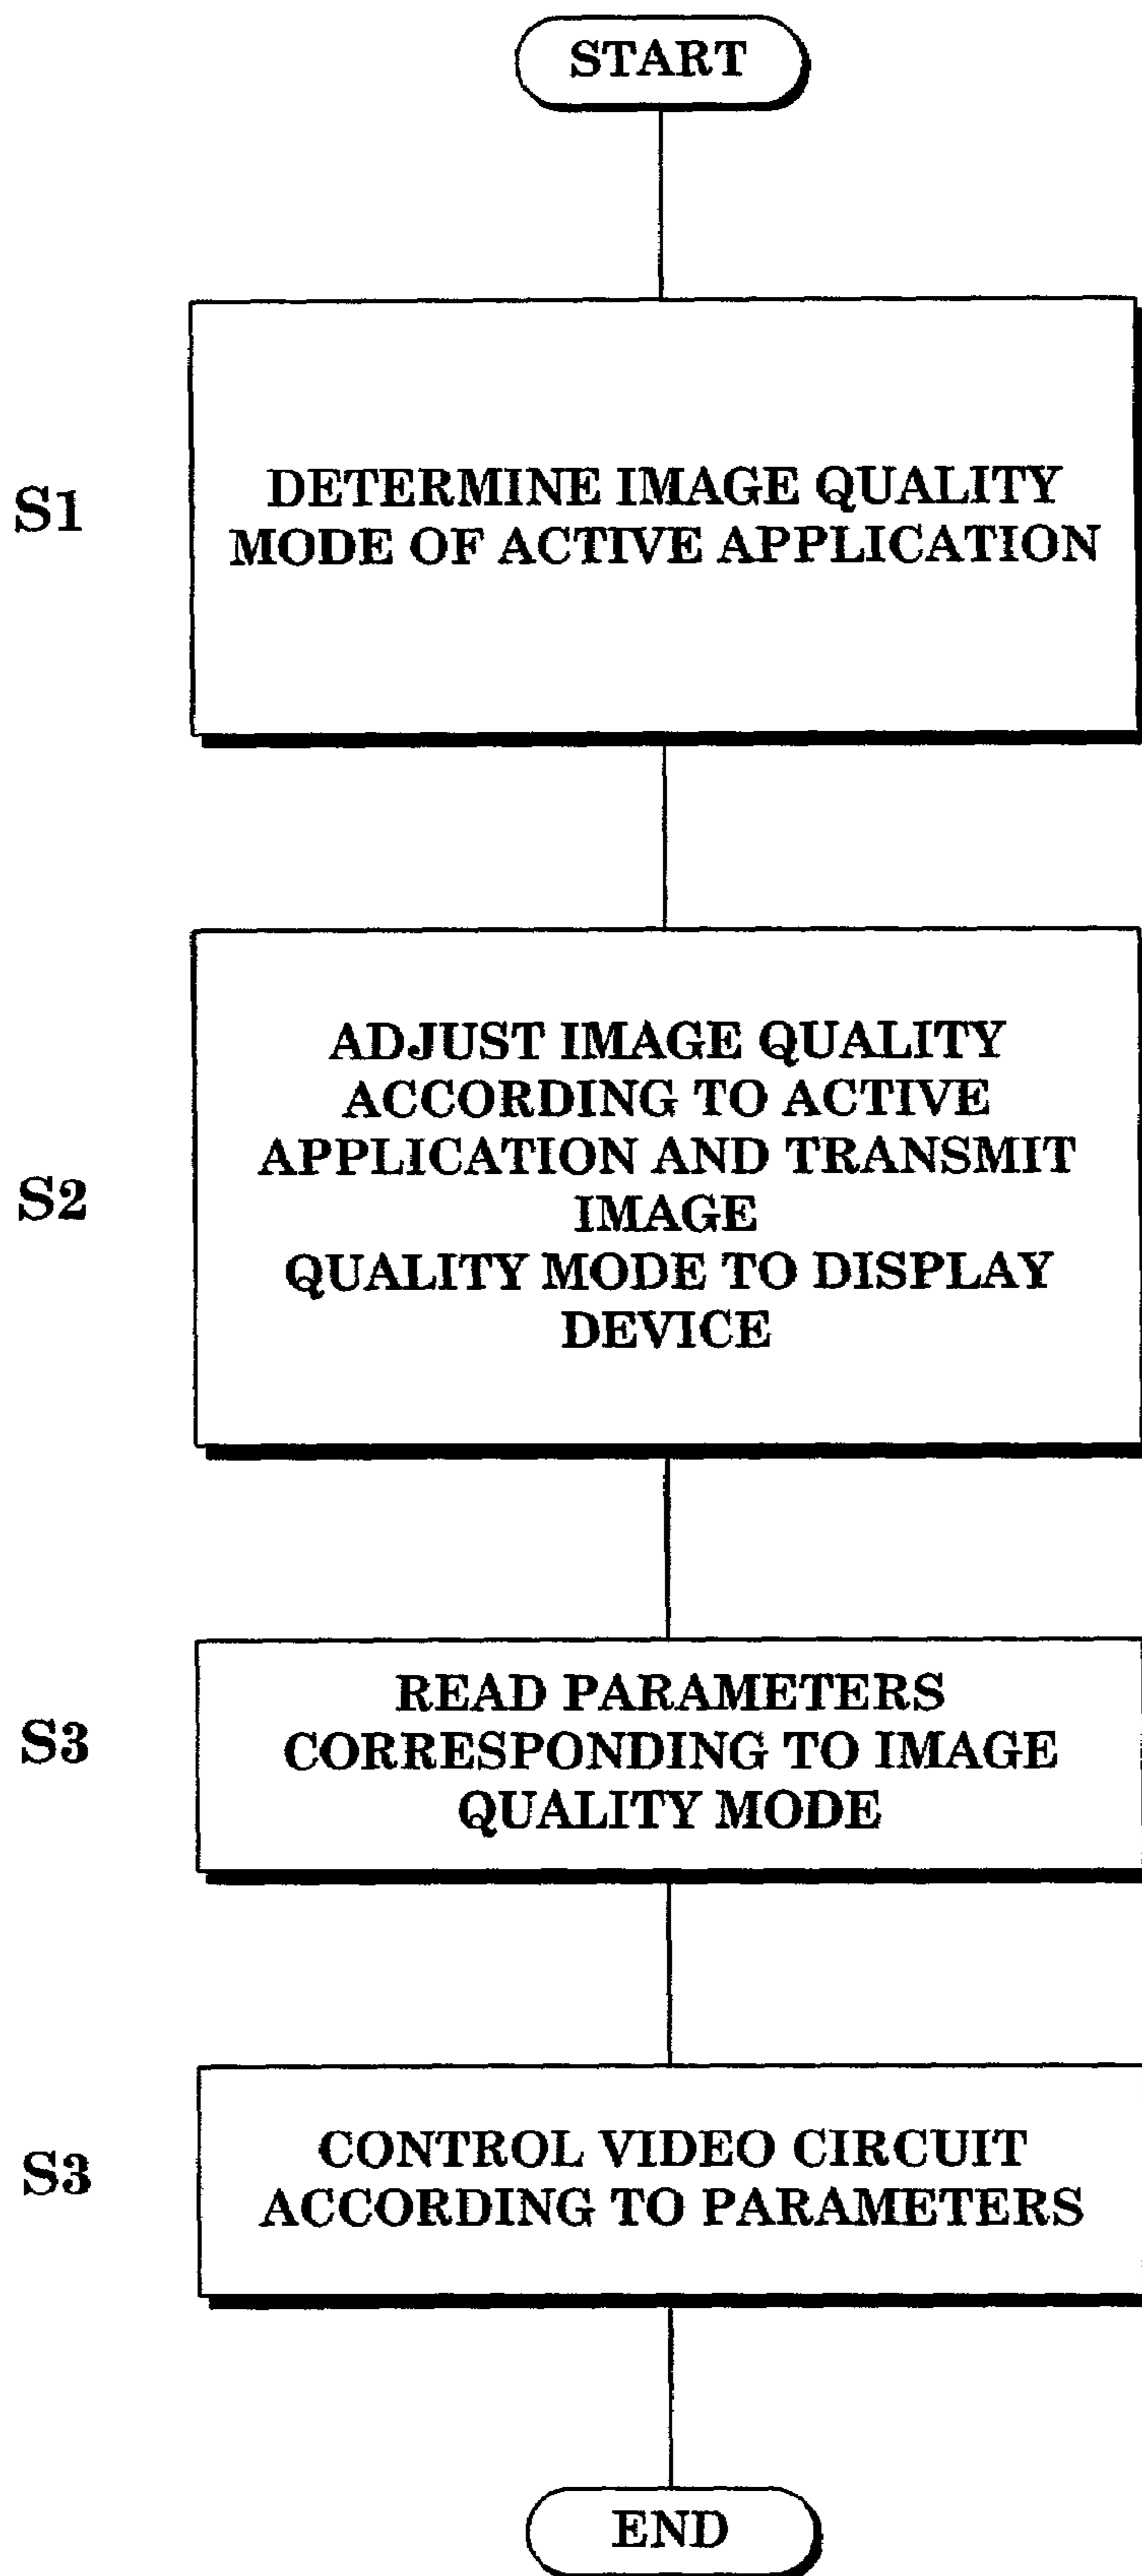 START
S1
DETERMINE IMAGE QUALITY
MODE OF ACTIVE APPLICATION
S2
ADJUST IMAGE QUALITY
ACCORDING TO ACTIVE
APPLICATION AND TRANSMIT
IMAGE
QUALITY MODE TO DISPLAY
DEVICE
S3
READ PARAMETERS
CORRESPONDING TO IMAGE
QUALITY MODE
S3
CONTROL VIDEO CIRCUIT
ACCORDING TO PARAMETERS
END